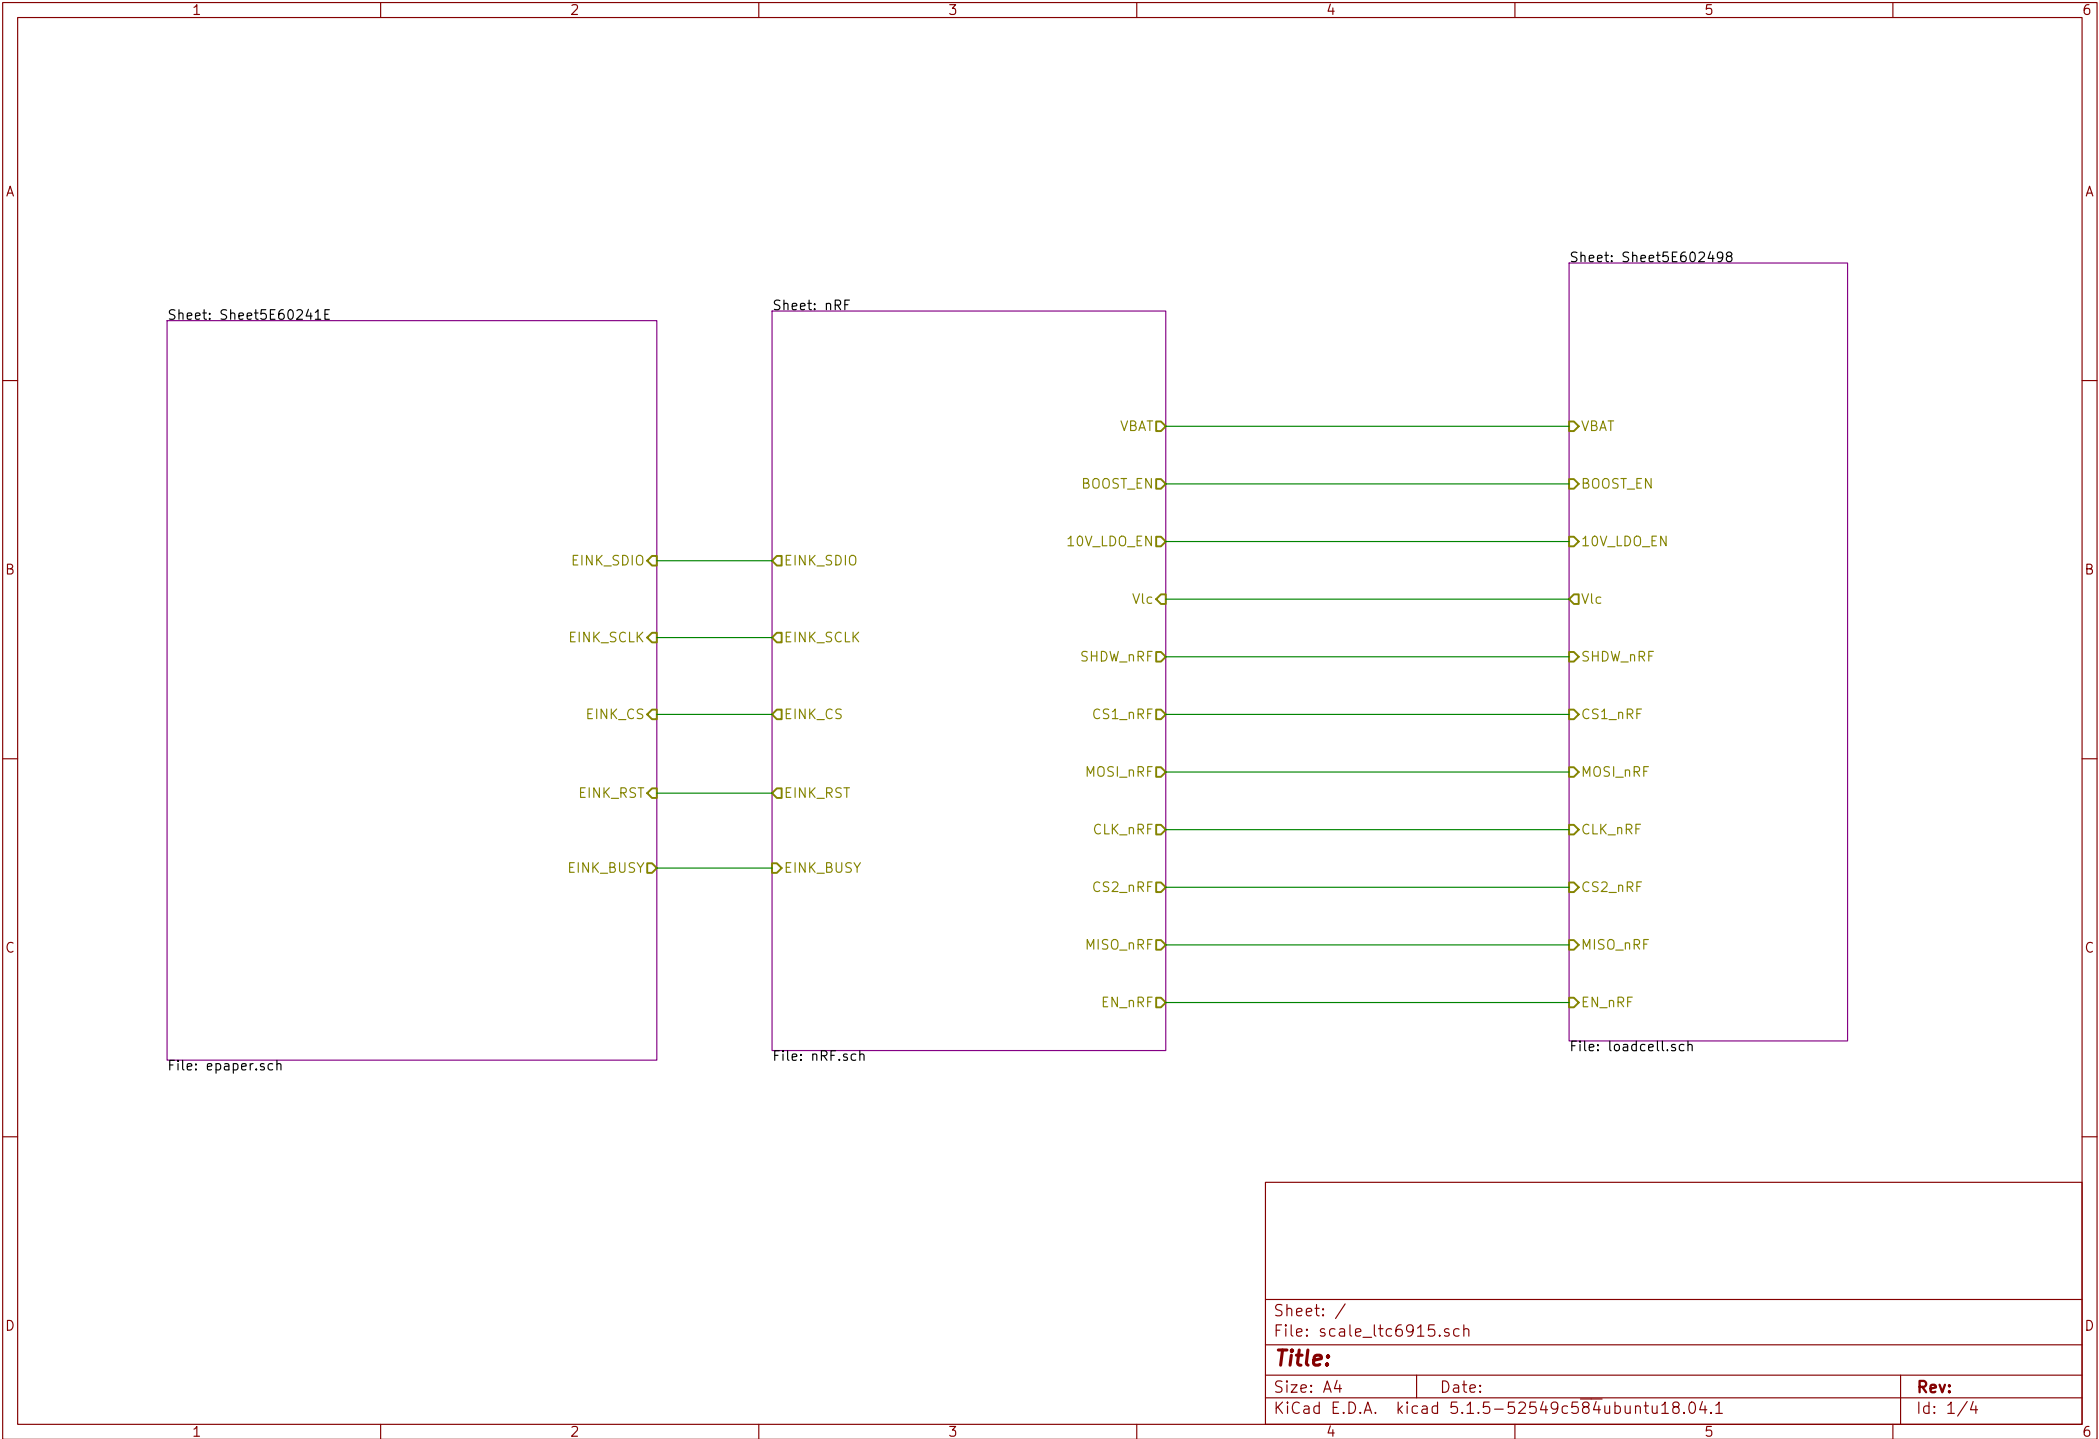 1 2 3 4 5 6
A A
Sheet: Sheet5E602498
Sheet: nRF
Sheet: Sheet5E60241E
VBAT VBAT
BOOST_EN BOOST_EN
10V_LDO_EN 10V_LDO_EN
EINK_SDIO EINK_SDIO
B B
Vlc Vlc
EINK_SCLK EINK_SCLK
SHDW_nRF SHDW_nRF
EINK_CS EINK_CS CS1_nRF CS1_nRF
MOSI_nRF MOSI_nRF
EINK_RST EINK_RST
CLK_nRF CLK_nRF
EINK_BUSY EINK_BUSY
CS2_nRF CS2_nRF
MISO_nRF MISO_nRF
C C
EN_nRF EN_nRF
File: loadcell.sch
File: nRF.sch
File: epaper.sch
Sheet: /
D D
File: scale_ltc6915.sch
Title:
Size: A4 Date: Rev:
KiCad E.D.A. kicad 5.1.5-52549c584ubuntu18.04.1 Id: 1/4
1 2 3 4 5 6